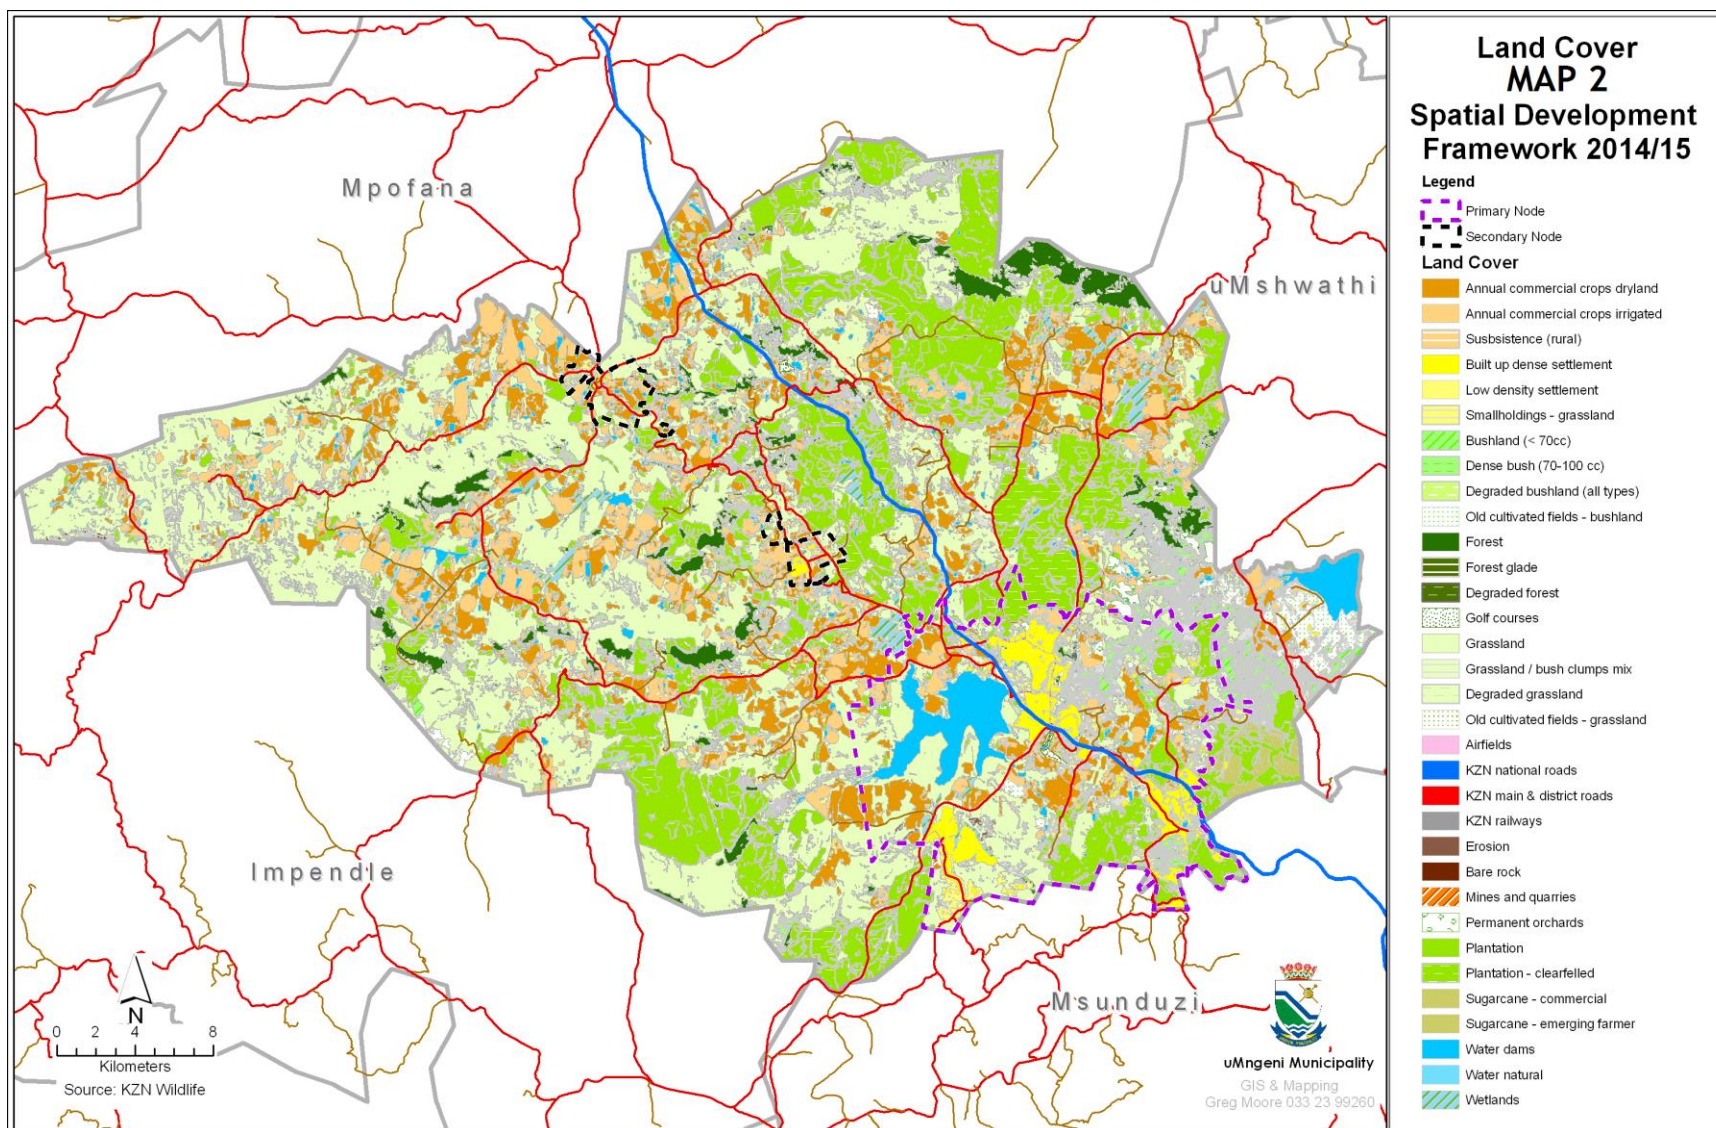 Land Cover
MAP 2
Spatial Development
Framework 2014/15
Legend
Primary Node
Secondary Node
Land Cover
Annual commercial crops dryland
Annual commercial crops irrigated
Susbsistence (rural)
Built up dense settlement
Low density settlement
Smallholdings - grassland
Bushland (< 70cc)
Dense bush (70-100 cc)
Degraded bushland (all types)
Old cultivated fields - bushland
Forest
Forest glade
Degraded forest
Golf courses
Grassland
Grassland / bush clumps mix
Degraded grassland
Old cultivated fields - grassland
Airfields
KZN national roads
KZN main & district roads
KZN railways
Erosion
Bare rock
Mines and quarries
Permanent orchards
Plantation
Plantation - clearfelled
Sugarcane - commercial
Sugarcane - emerging farmer
Water dams
Water natural
Wetlands
Mpofana
uMshwathi
Impendle
Msunduzi
N
0 2 4 8
Kilometers
Source: KZN Wildlife
uMngeni Municipality
GIS & Mapping
Greg Moore 033 23 99260